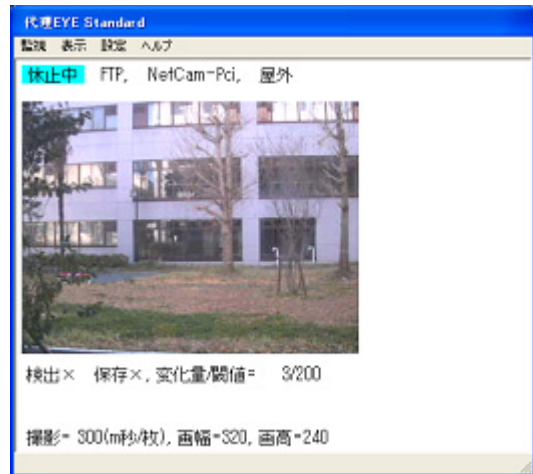 代理EYE Standard
監視 表示 設定 ヘルプ
休止中 FTP, NetCam-Pci, 屋外
検出× 保存×, 変化量/閾値= 3/200
撮影= 300(m秒/枚), 画幅=320, 画高=240